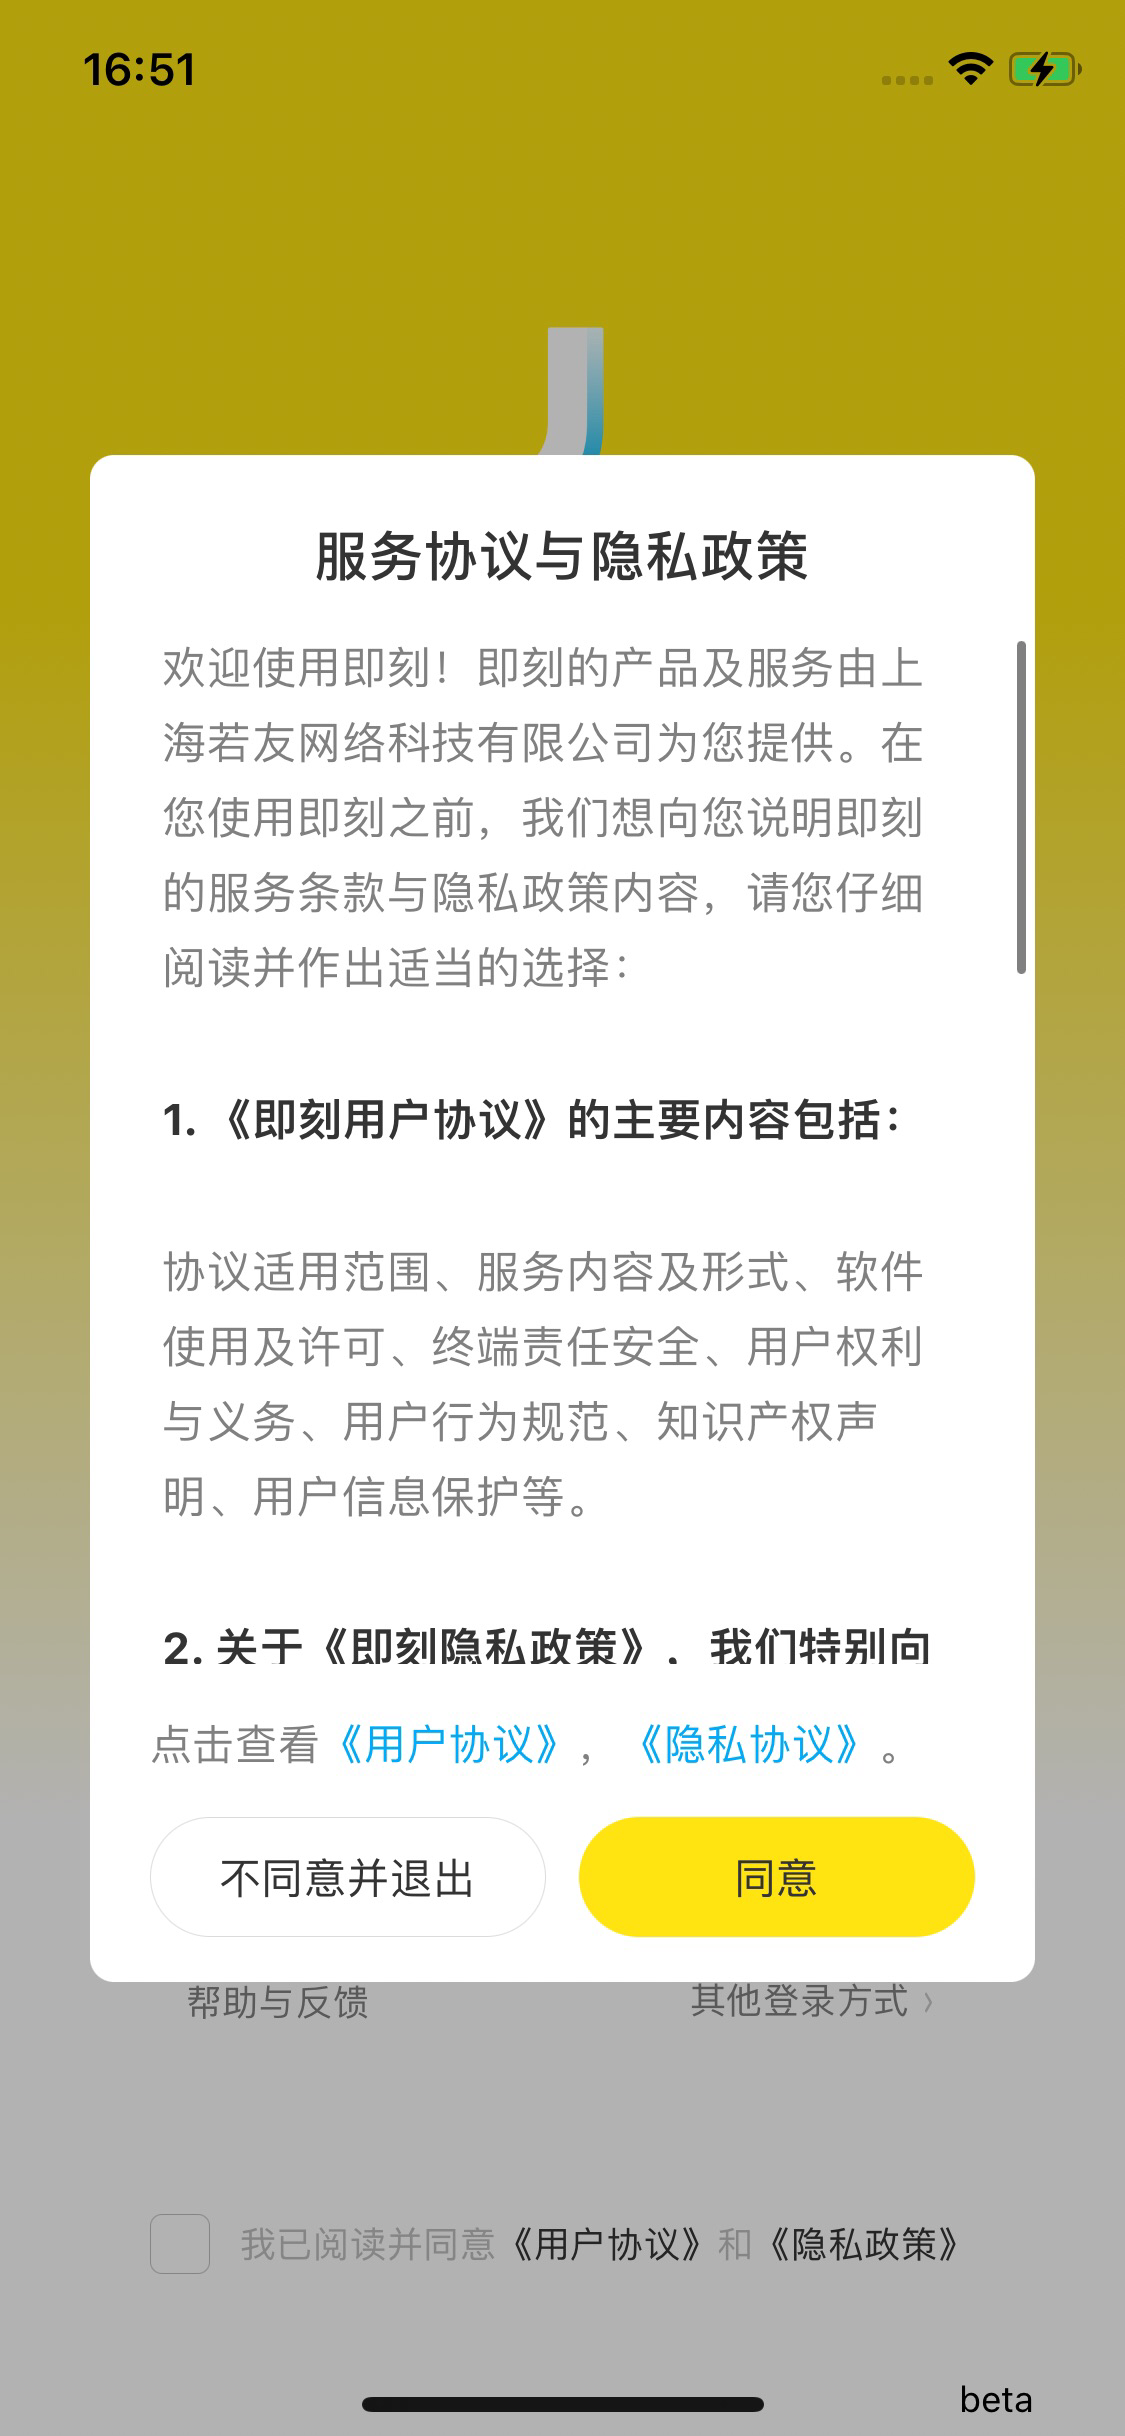 16:51
服务协议与隐私政策
欢迎使用即刻！即刻的产品及服务由上
海若友网络科技有限公司为您提供。在
您使用即刻之前，我们想向您说明即刻
的服务条款与隐私政策内容，请您仔细
阅读并作出适当的选择：
1. 《即刻用户协议》的主要内容包括：
协议适用范围、服务内容及形式、软件
使用及许可、终端责任安全、用户权利
与义务、用户行为规范、知识产权声
明、用户信息保护等。
2. 关于《即刻隐私政策》，我们特别向
点击查看《用户协议》，《隐私协议》。
不同意并退出
同意
帮助与反馈
其他登录方式 〉
我已阅读并同意《用户协议》和《隐私政策》
beta